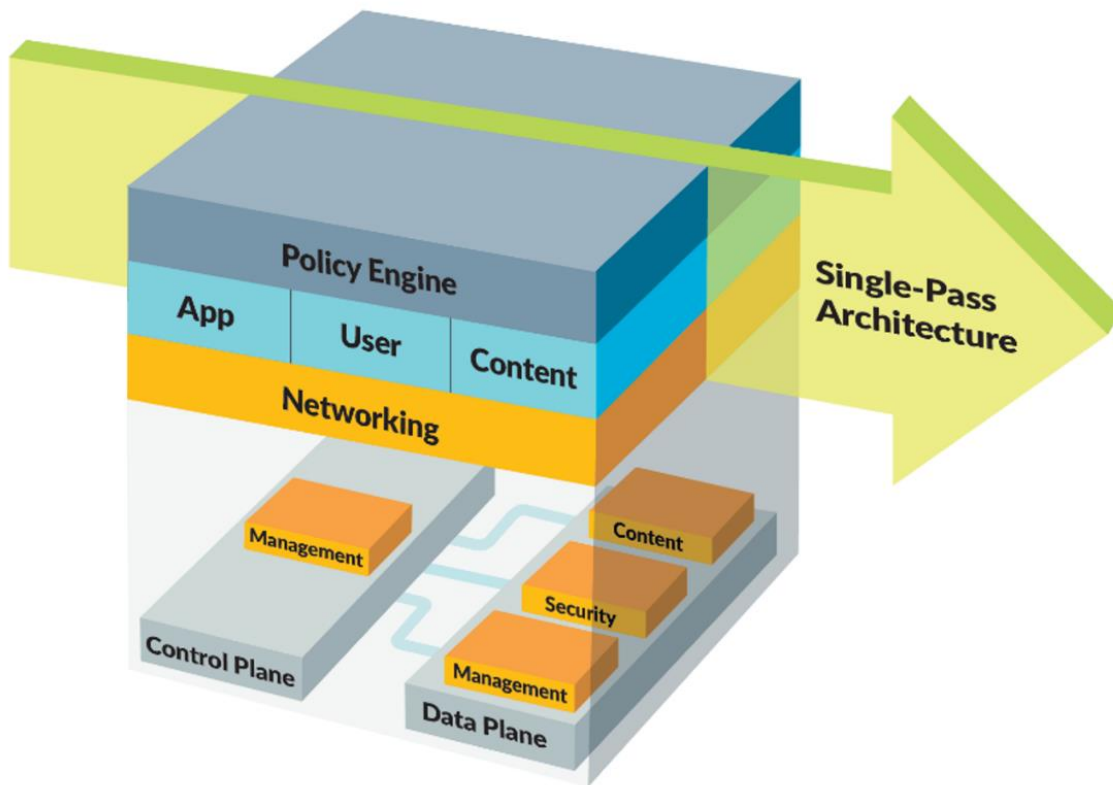 Policy Engine
App
User
Content
Networking
Single-Pass
Architecture
Management
Content
Security
Management
Control Plane
Data Plane